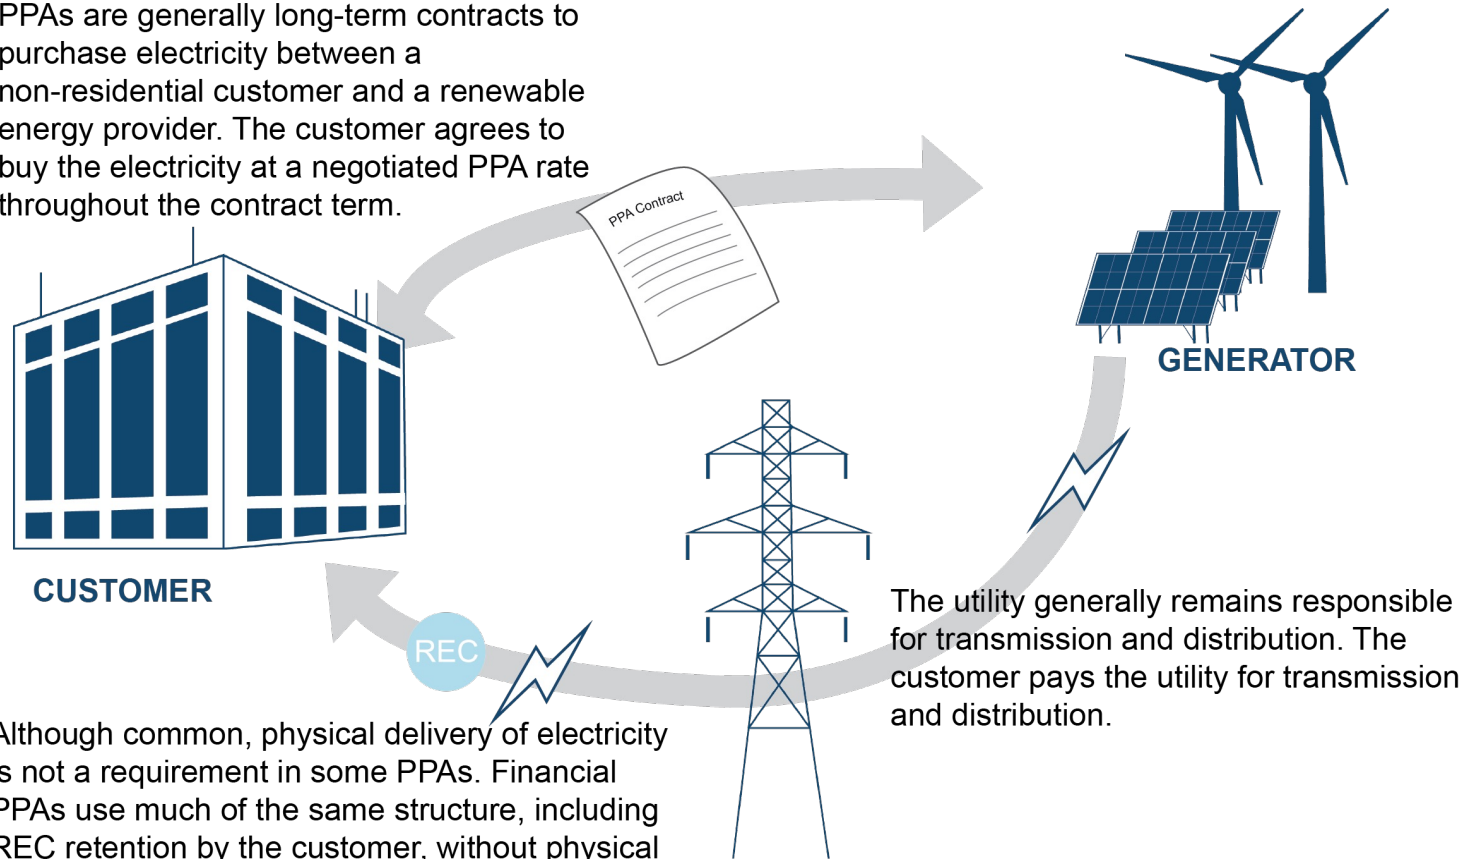 PPAs are generally long-term contracts to
purchase electricity between a
non-residential customer and a renewable
energy provider. The customer agrees to
buy the electricity at a negotiated PPA rate
throughout the contract term.
PPA Contract
GENERATOR
CUSTOMER
REC
The utility generally remains responsible
for transmission and distribution. The
customer pays the utility for transmission
and distribution.
Although common, physical delivery of electricity
is not a requirement in some PPAs. Financial
PPAs use much of the same structure, including
REC retention by the customer, without physical